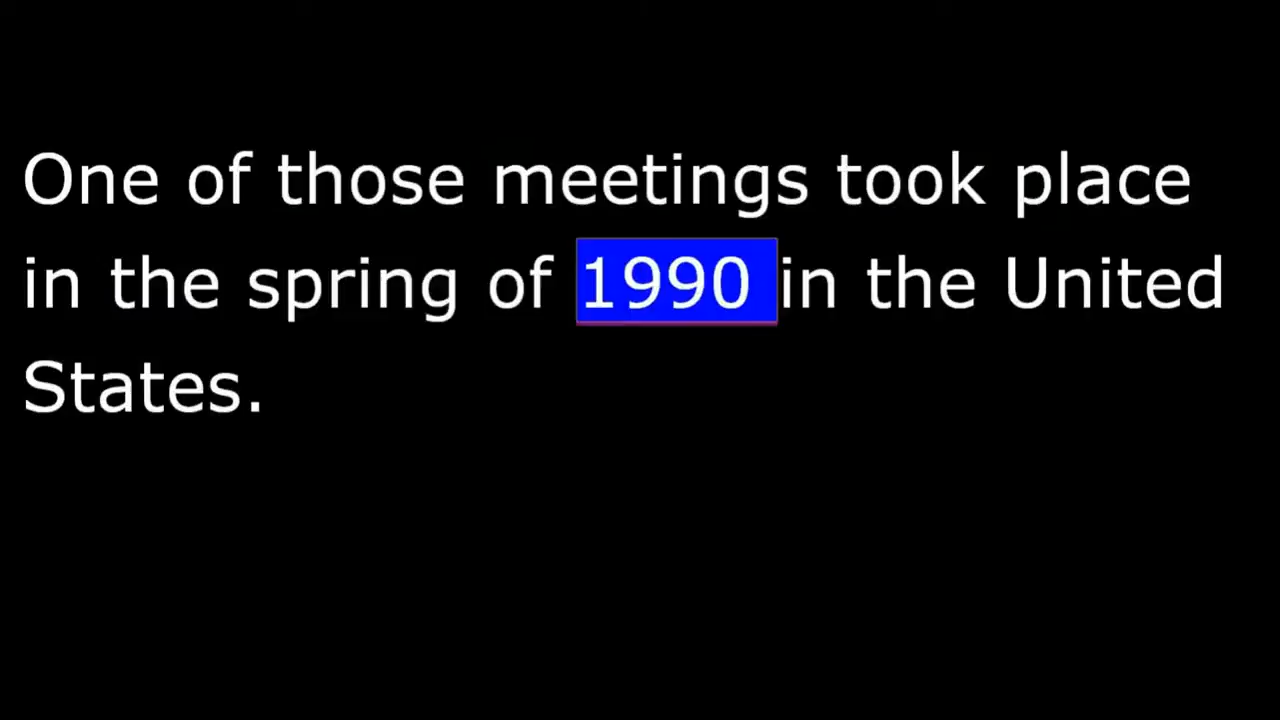 One of those meetings took place
in the spring of 1990 in the United
States.